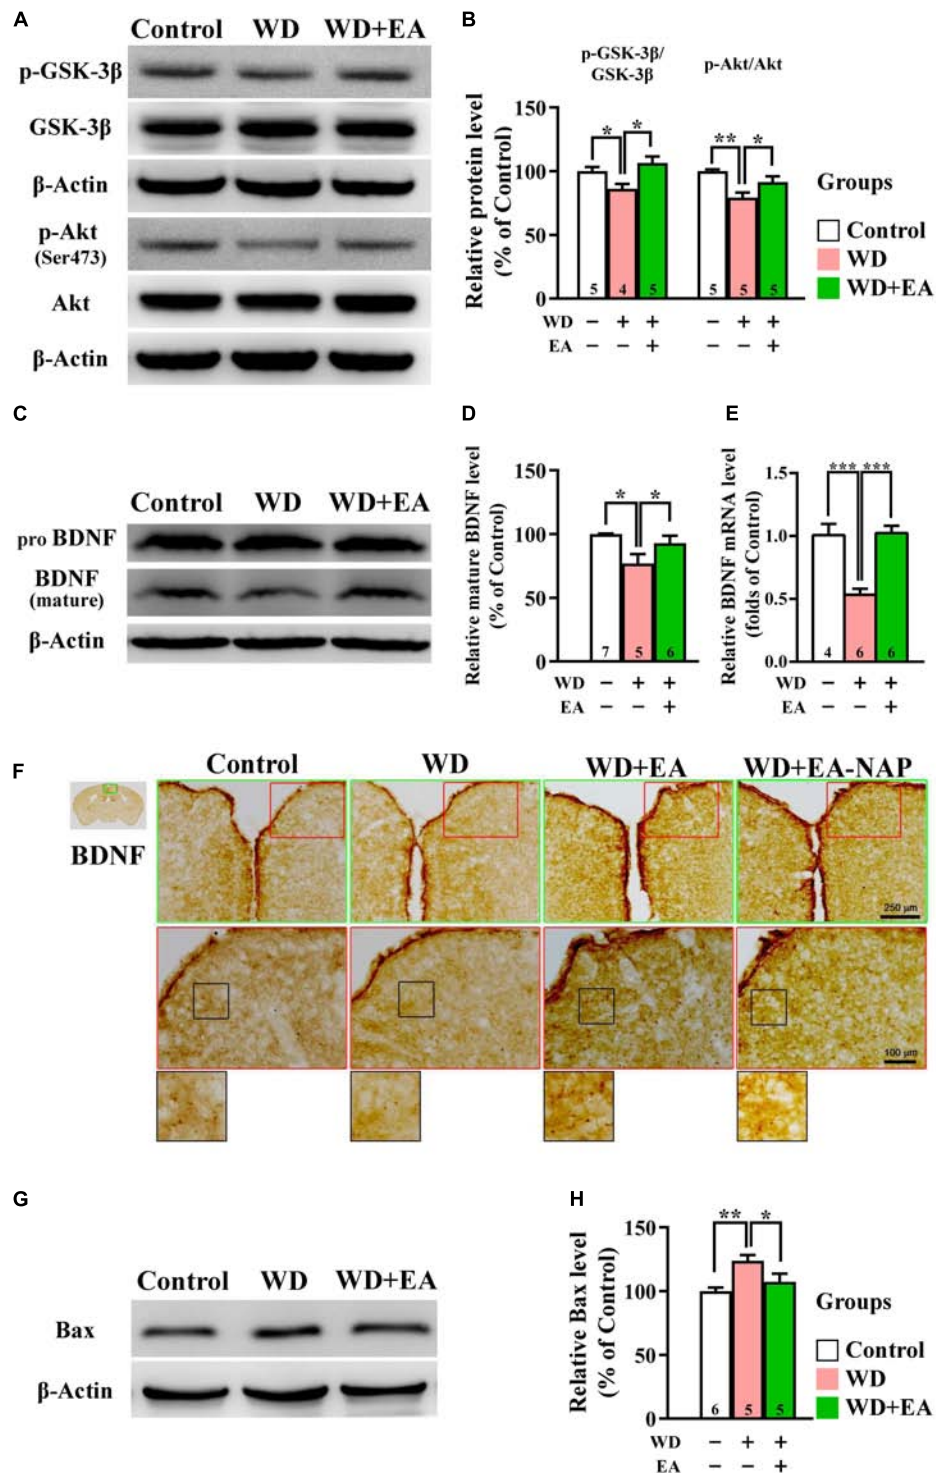 A
Control WD WD+EA
p-GSK-3β
GSK-3β
β-Actin
p-Akt
(Ser473)
Akt
β-Actin
B
p-GSK-3β/
GSK-3β
p-Akt/Akt
Relative protein level
(% of Control)
150
100
50
0
* * ** *
5 4 5 5 5 5
WD − + + − + +
EA − − + − − +
Groups
Control
WD
WD+EA
C
Control WD WD+EA
pro BDNF
BDNF
(mature)
β-Actin
D
Relative mature BDNF level
(% of Control)
150
100
50
0
* *
7 5 6
WD − + +
EA − − +
E
Relative BDNF mRNA level
(folds of Control)
1.5
1.0
0.5
0.0
*** ***
4 6 6
WD − + +
EA − − +
F
Control WD WD+EA WD+EA-NAP
BDNF
250 μm
100 μm
G
Control WD WD+EA
Bax
β-Actin
H
Relative Bax level
(% of Control)
150
100
50
0
** *
6 5 5
WD − + +
EA − − +
Groups
Control
WD
WD+EA